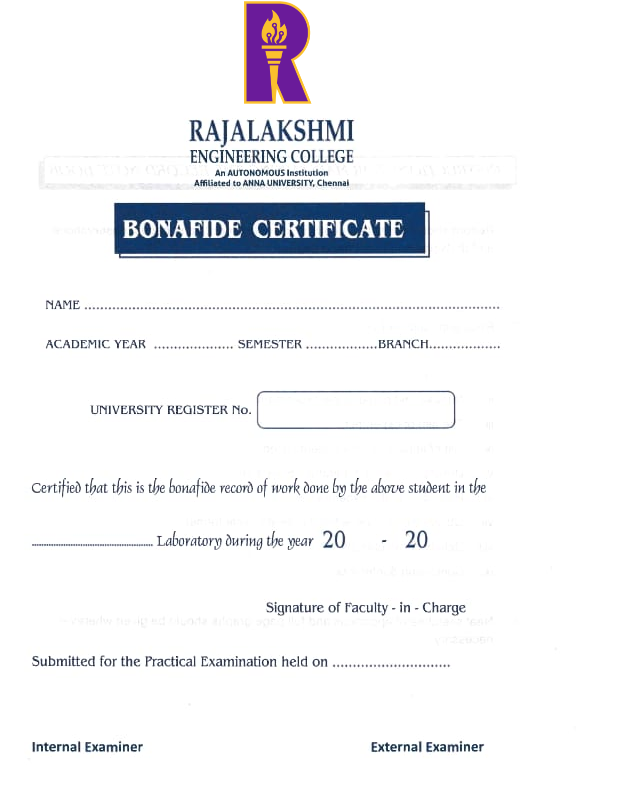 RAJALAKSHMI
ENGINEERING COLLEGE
An AUTONOMOUS Institution
Affiliated to ANNA UNIVERSITY, Chennai
BONAFIDE CERTIFICATE
NAME ................................................................................................
ACADEMIC YEAR .................... SEMESTER ..................BRANCH..................
UNIVERSITY REGISTER No.
Certified that this is the bonafide record of work done by the above student in the
.................................................. Laboratory during the year 20 - 20
Signature of Faculty - in - Charge
Submitted for the Practical Examination held on .............................
Internal Examiner External Examiner